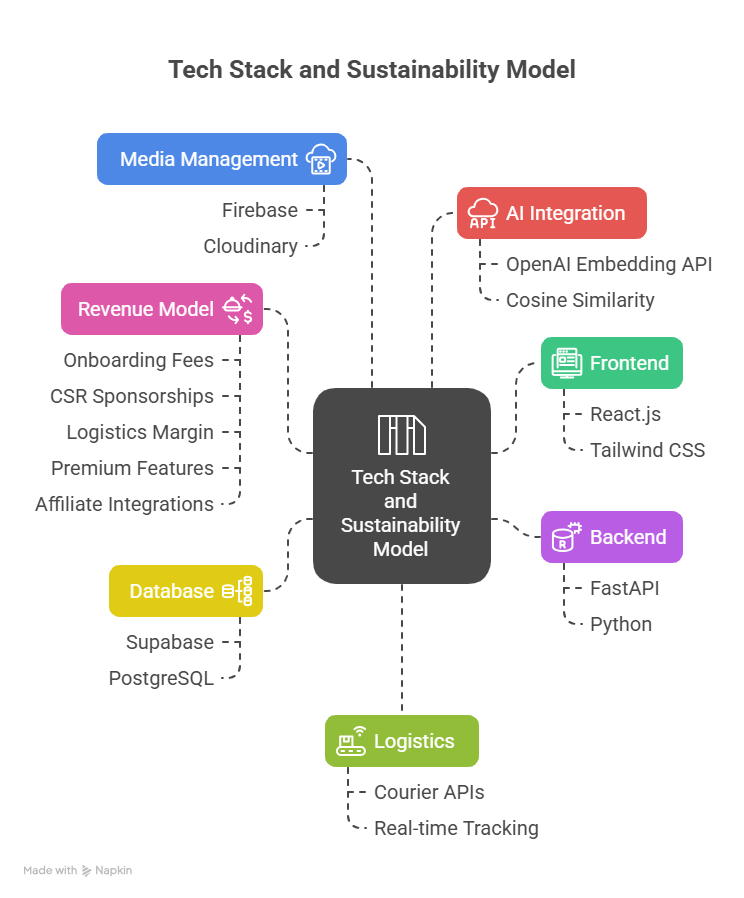 Tech Stack and Sustainability Model
Media Management
Firebase
Cloudinary
API
AI Integration
OpenAI Embedding API
Cosine Similarity
Revenue Model
$
Onboarding Fees
CSR Sponsorships
Logistics Margin
Premium Features
Affiliate Integrations
Frontend
React.js
Tailwind CSS
Tech Stack
and
Sustainability
Model
Backend
R
FastAPI
Python
Database
Supabase
PostgreSQL
Logistics
Courier APIs
Real-time Tracking
Made with Napkin